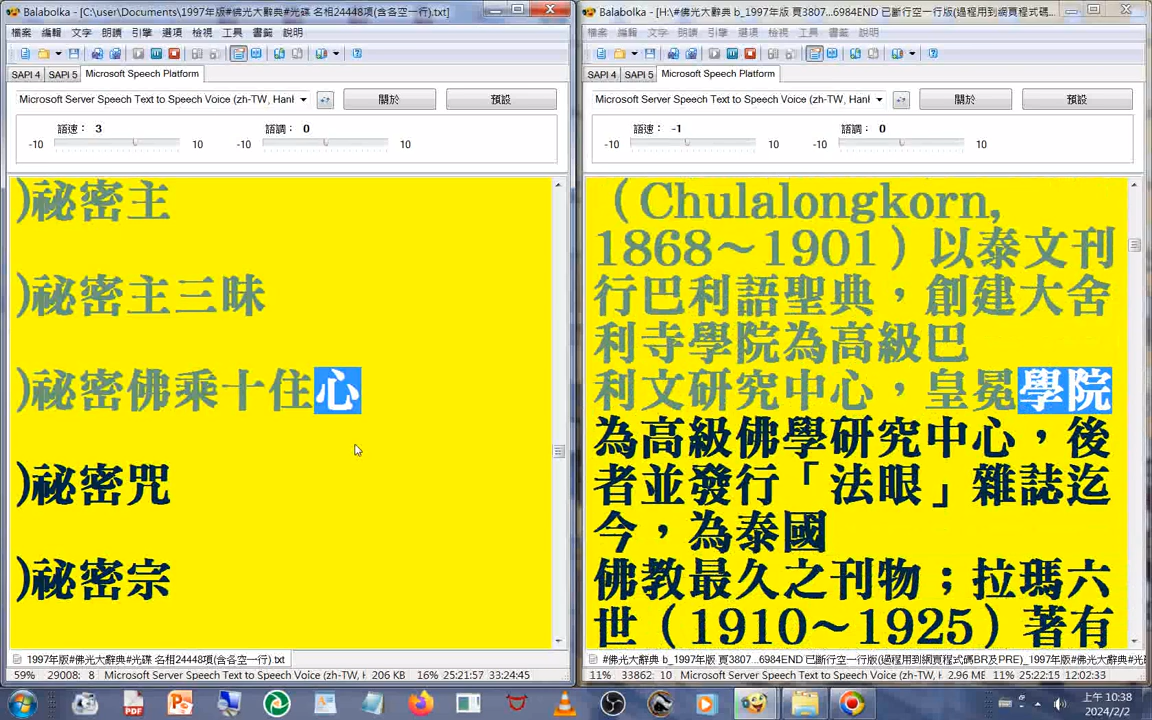 Balabolka - [C:\user\Documents\1997年版#佛光大辭典#光碟 名相24448項(含各空一行).txt]
檔案 編輯 文字 朗讀 引擎 選項 檢視 工具 書籤 說明
SAPI 4 SAPI 5 Microsoft Speech Platform
Microsoft Server Speech Text to Speech Voice (zh-TW, Hanl
關於 預設
語速： 3 語調： 0
-10 10 -10 10
)祕密主
)祕密主三昧
)祕密佛乘十住心
)祕密咒
)祕密宗
1997年版#佛光大辭典#光碟 名相24448項(含各空一行).txt
59% 29008: 8 Microsoft Server Speech Text to Speech Voice (zh-TW, H 206 KB 16% 25:21:57 33:24:45
Balabolka - [H:\#佛光大辭典 b_1997年版 頁3807...6984END 已斷行空一行版(過程用到網頁程式碼...
檔案 編輯 文字 朗讀 引擎 選項 檢視 工具 書籤 說明
SAPI 4 SAPI 5 Microsoft Speech Platform
Microsoft Server Speech Text to Speech Voice (zh-TW, Hanl
關於 預設
語速： -1 語調： 0
-10 10 -10 10
（Chulalongkorn,
1868～1901）以泰文刊
行巴利語聖典，創建大舍
利寺學院為高級巴
利文研究中心，皇冕學院
為高級佛學研究中心，後
者並發行「法眼」雜誌迄
今，為泰國
佛教最久之刊物；拉瑪六
世（1910～1925）著有
#佛光大辭典 b_1997年版 頁3807...6984END 已斷行空一行版(過程用到網頁程式碼BR及PRE)_1997年版#佛光大辭典#光
11% 33862: 10 Microsoft Server Speech Text to Speech Voice (zh-TW, H 2.96 MB 11% 25:22:15 12:02:33
上午 10:38
2024/2/2